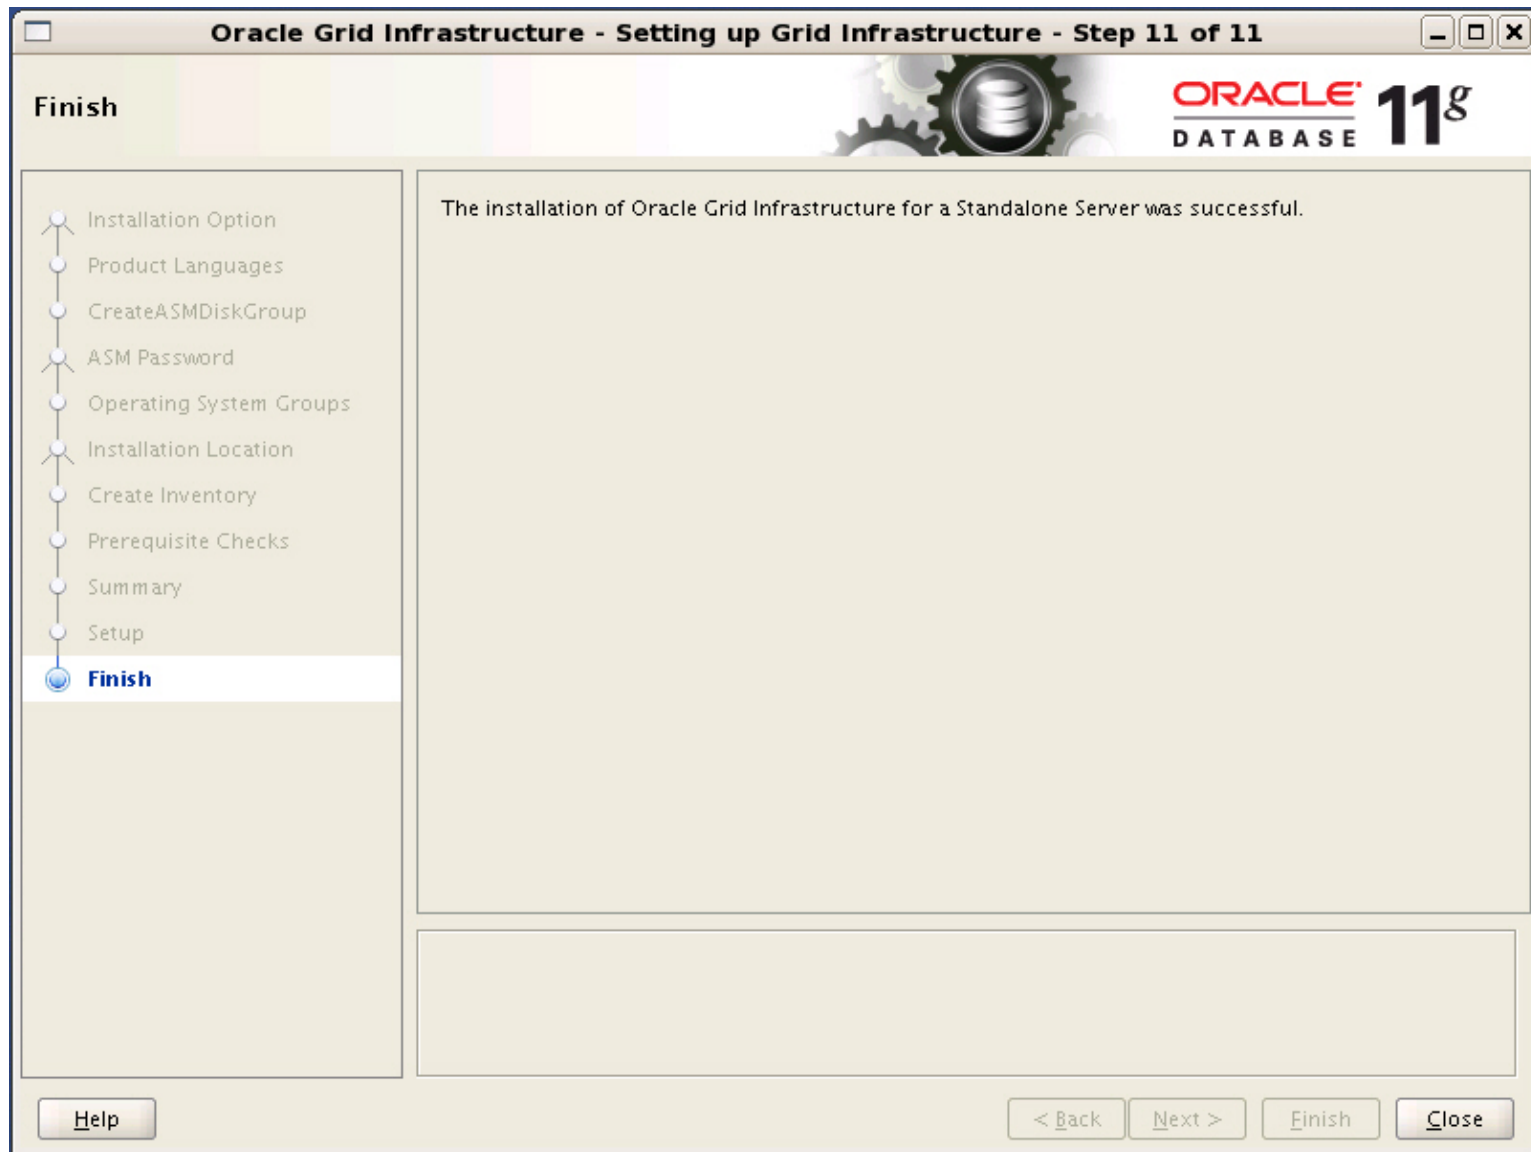 Oracle Grid Infrastructure - Setting up Grid Infrastructure - Step 11 of 11
Finish
ORACLE
DATABASE
11g
Installation Option
Product Languages
CreateASMDiskGroup
ASM Password
Operating System Groups
Installation Location
Create Inventory
Prerequisite Checks
Summary
Setup
Finish
The installation of Oracle Grid Infrastructure for a Standalone Server was successful.
Help
< Back
Next >
Finish
Close